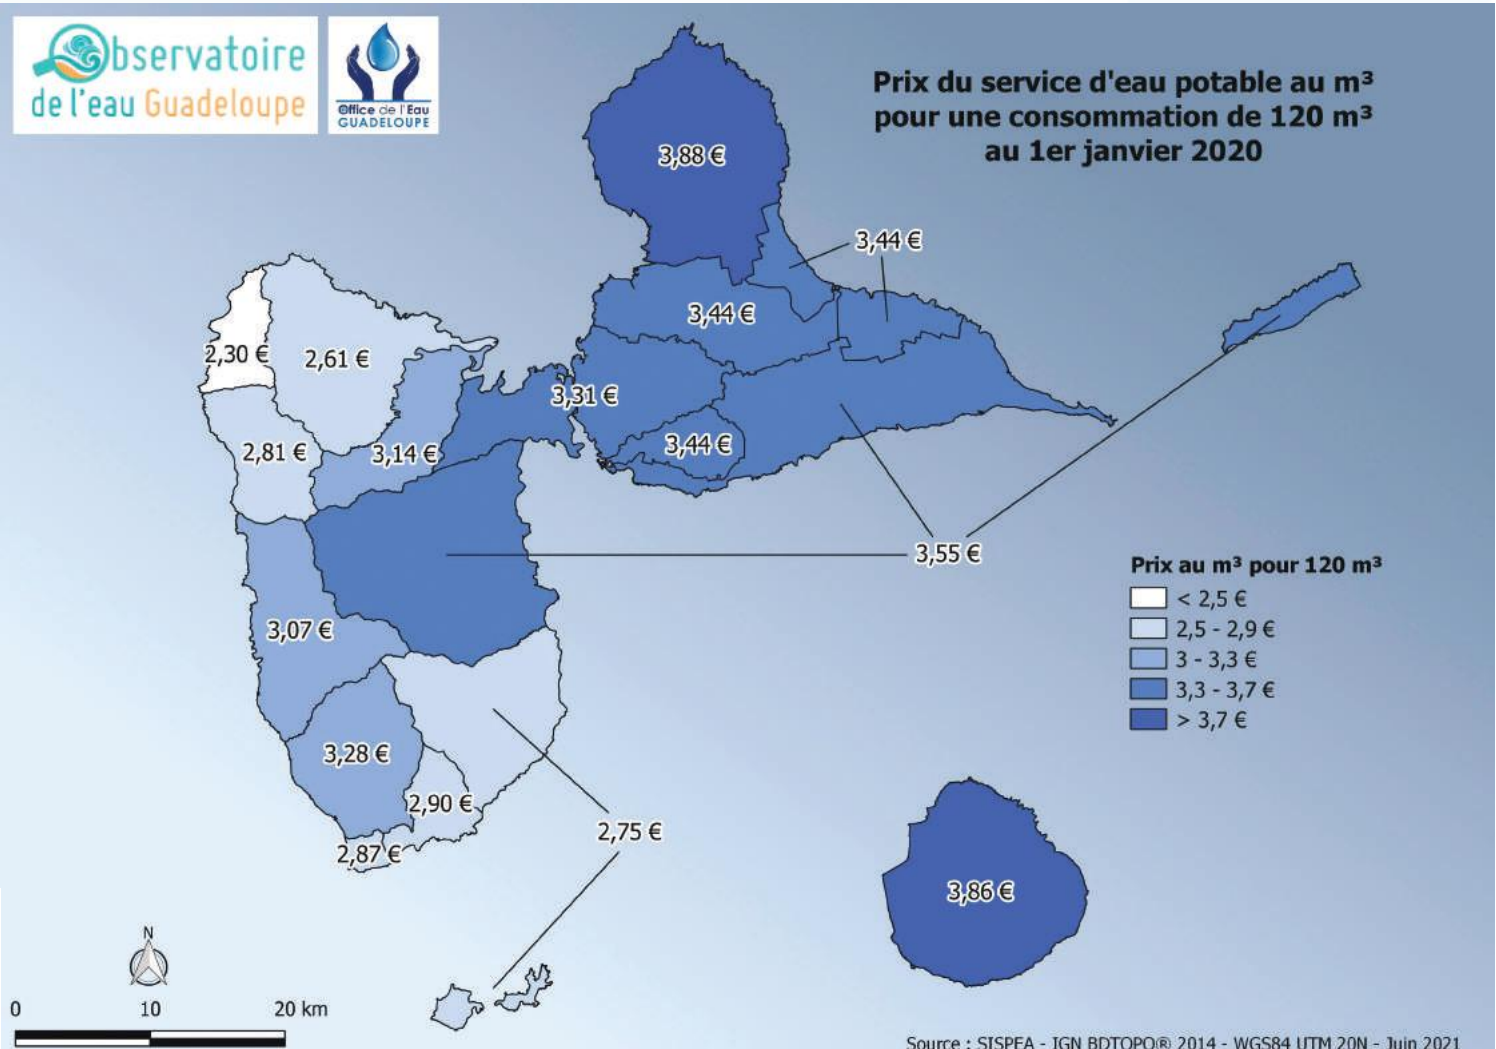 Observatoire
de l'eau Guadeloupe
Office de l'Eau
GUADELOUPE
Prix du service d'eau potable au m³
pour une consommation de 120 m³
au 1er janvier 2020
3,88 €
3,44 €
3,44 €
2,30 €
2,61 €
3,31 €
3,44 €
2,81 €
3,14 €
3,55 €
3,07 €
3,28 €
2,90 €
2,75 €
2,87 €
3,86 €
Prix au m³ pour 120 m³
< 2,5 €
2,5 - 2,9 €
3 - 3,3 €
3,3 - 3,7 €
> 3,7 €
N
0 10 20 km
Source : SISPEA - IGN BDTOPO® 2014 - WGS84 UTM 20N - Juin 2021